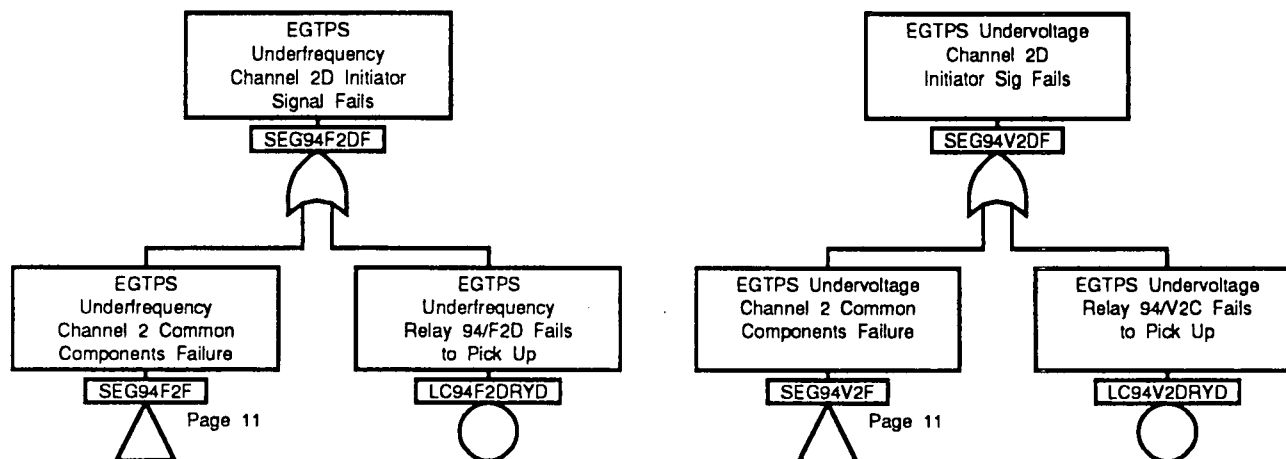 EGTPS
Underfrequency
Channel 2D Initiator
Signal Fails
SEG94F2DF
EGTPS Undervoltage
Channel 2D
Initiator Sig Fails
SEG94V2DF
EGTPS
Underfrequency
Channel 2 Common
Components Failure
SEG94F2F
Page 11
EGTPS
Underfrequency
Relay 94/F2D Fails
to Pick Up
LC94F2DRYD
EGTPS Undervoltage
Channel 2 Common
Components Failure
SEG94V2F
Page 11
EGTPS Undervoltage
Relay 94/V2C Fails
to Pick Up
LC94V2DRYD